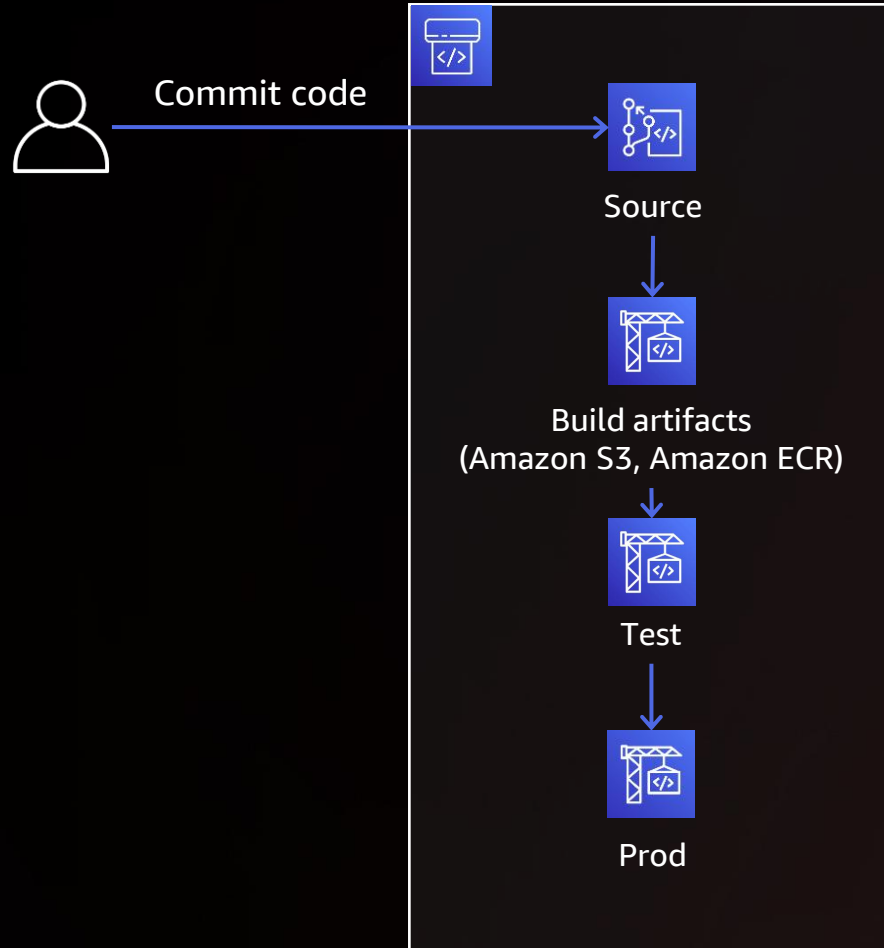 Commit code
Source
Build artifacts
(Amazon S3, Amazon ECR)
Test
Prod